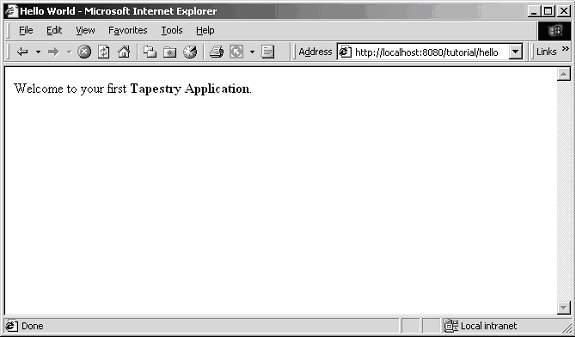 Hello World - Microsoft Internet Explorer
File Edit View Favorites Tools Help
Address http://localhost:8080/tutorial/hello Links »
Welcome to your first Tapestry Application.
Done Local intranet